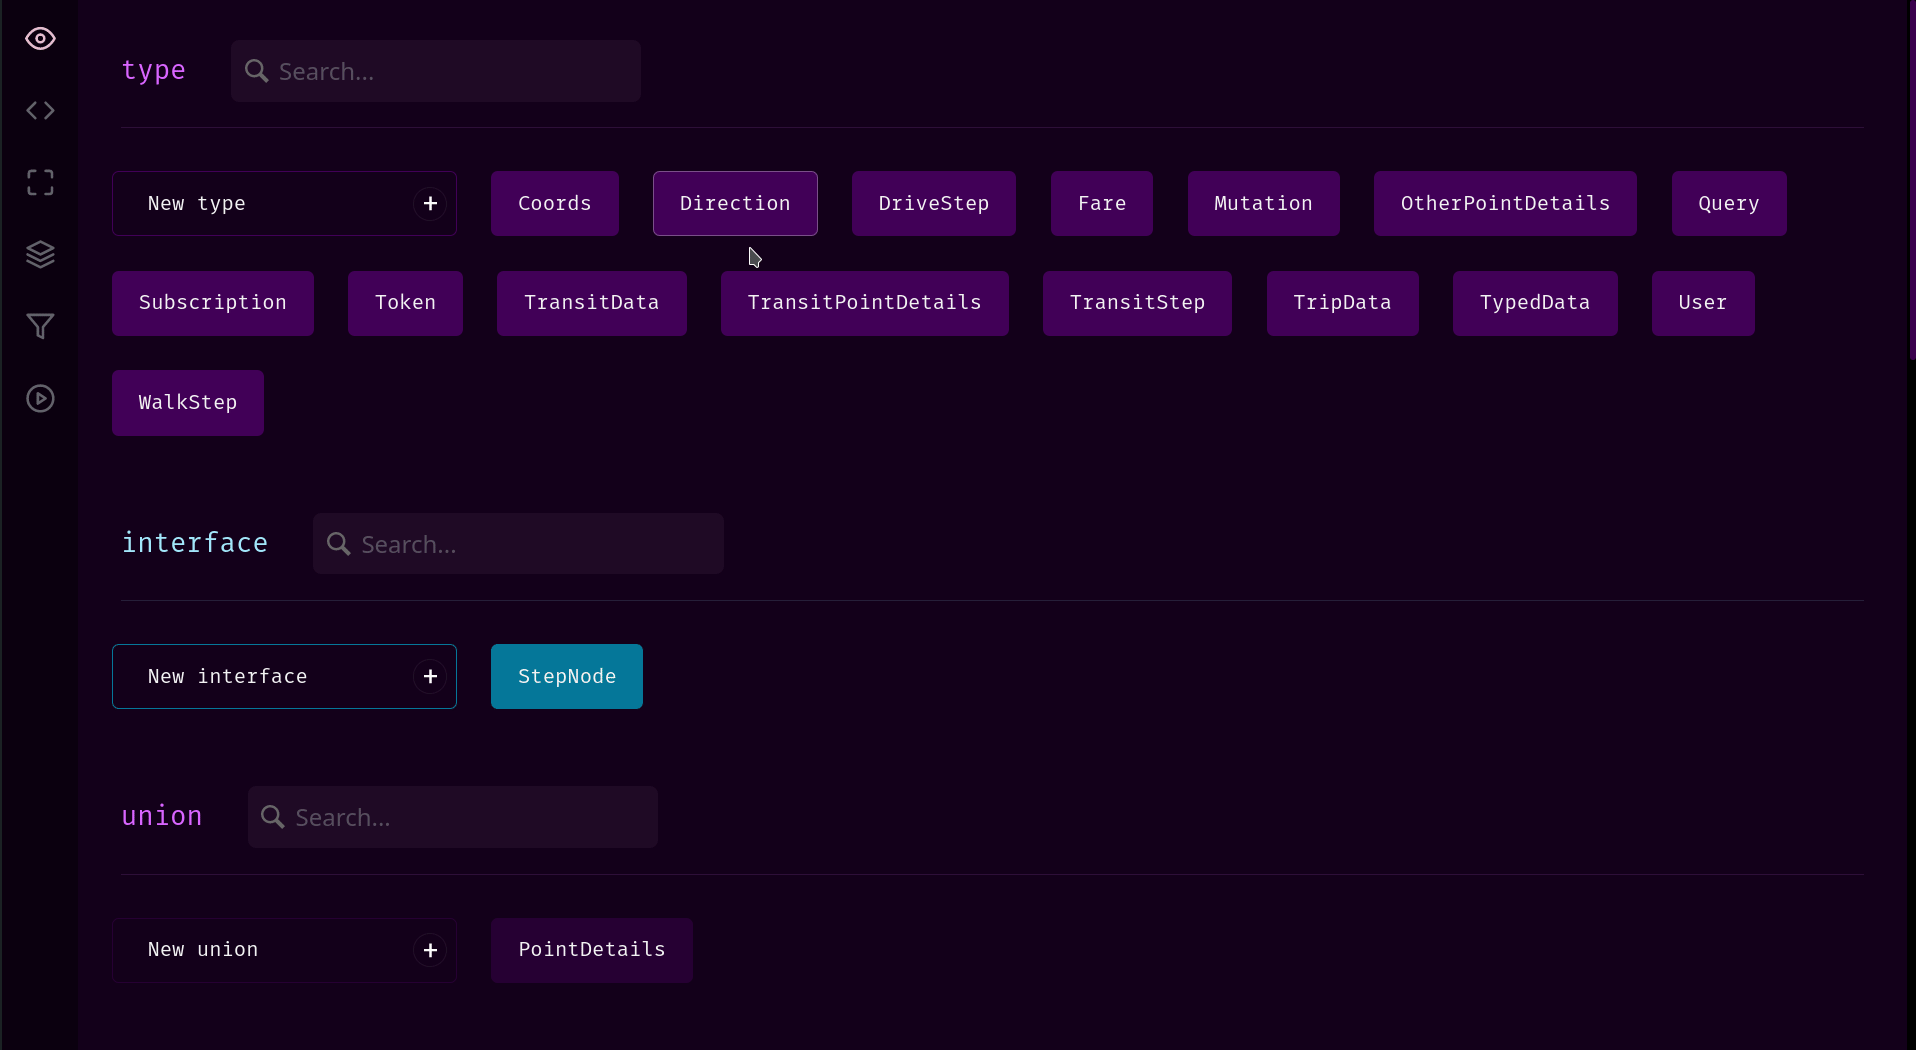 type Search...
New type + Coords Direction DriveStep Fare Mutation OtherPointDetails Query
Subscription Token TransitData TransitPointDetails TransitStep TripData TypedData User
WalkStep
interface Search...
New interface + StepNode
union Search...
New union + PointDetails